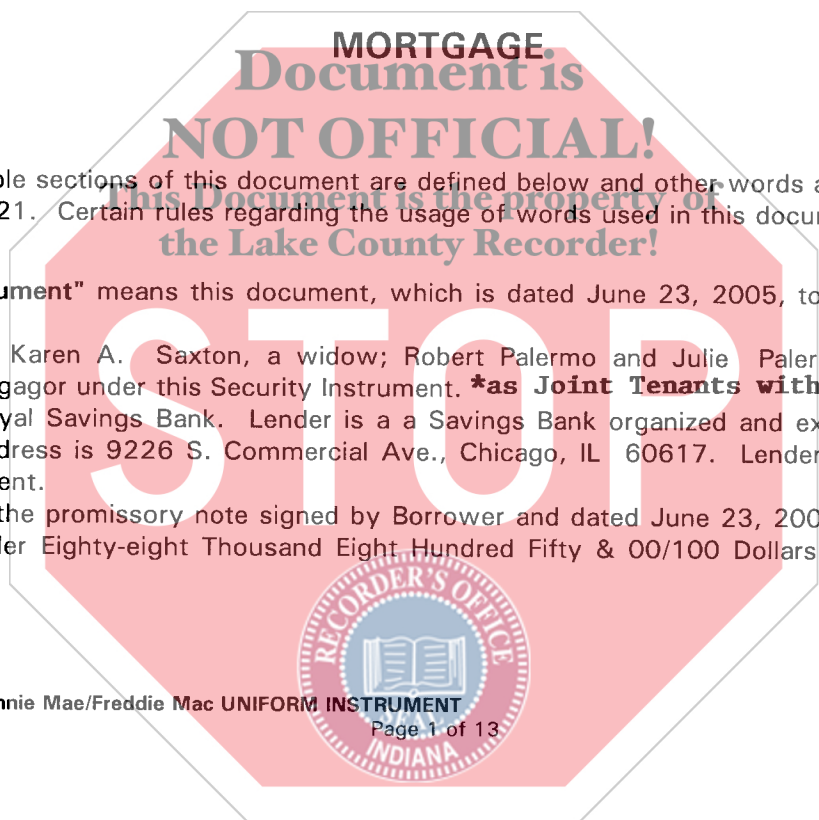 MORTGAGE
Document is
NOT OFFICIAL!
ple sections of this document are defined below and other words a
This Document is the property of
21. Certain rules regarding the usage of words used in this docu
the Lake County Recorder!
ument" means this document, which is dated June 23, 2005, to
STOP
Karen A. Saxton, a widow; Robert Palermo and Julie Paler
gagor under this Security Instrument. *as Joint Tenants with
yal Savings Bank. Lender is a a Savings Bank organized and ex
dress is 9226 S. Commercial Ave., Chicago, IL 60617. Lender
ent.
the promissory note signed by Borrower and dated June 23, 200
er Eighty-eight Thousand Eight Hundred Fifty & 00/100 Dollars
RECORDER'S OFFICE
nnie Mae/Freddie Mac UNIFORM INSTRUMENT
SEAL
Page 1 of 13
INDIANA